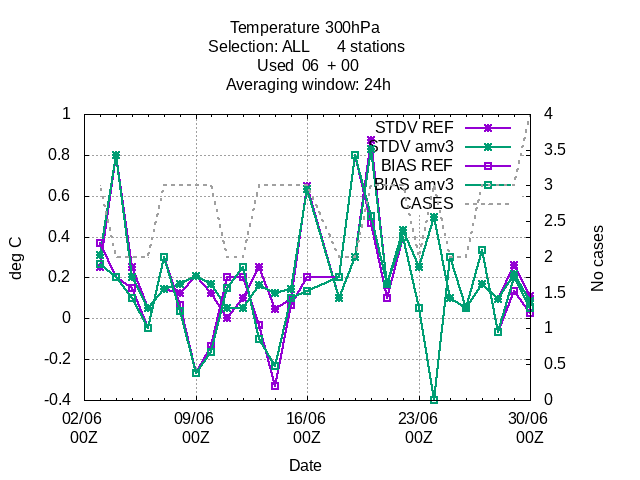 Temperature 300hPa
Selection: ALL 4 stations
Used 06 + 00
Averaging window: 24h
STDV REF
STDV amv3
BIAS REF
BIAS amv3
CASES
deg C
1
0.8
0.6
0.4
0.2
0
-0.2
-0.4
No cases
4
3.5
3
2.5
2
1.5
1
0.5
0
02/06 09/06 16/06 23/06 30/06
00Z 00Z 00Z 00Z 00Z
Date